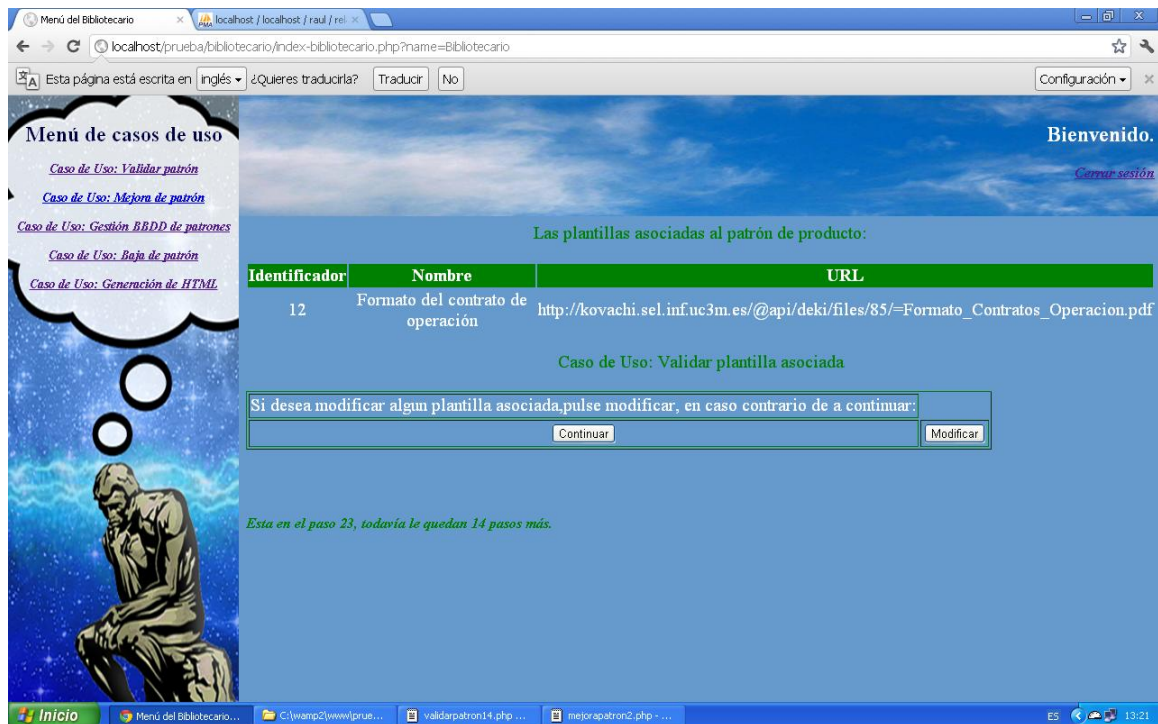 Menú del Bibliotecario
localhost / localhost / raul / rel
localhost/prueba/bibliotecario/index-bibliotecario.php?name=Bibliotecario
Esta página está escrita en inglés ¿Quieres traducirla? Traducir No Configuración
Menú de casos de uso
Caso de Uso: Validar patrón
Caso de Uso: Mejora de patrón
Caso de Uso: Gestión BBDD de patrones
Caso de Uso: Baja de patrón
Caso de Uso: Generación de HTML
Bienvenido.
Cerrar sesión
Las plantillas asociadas al patrón de producto:
Identificador Nombre URL
12 Formato del contrato de operación http://kovachi.sel.inf.uc3m.es/@api/deki/files/85/=Formato_Contratos_Operacion.pdf
Caso de Uso: Validar plantilla asociada
Si desea modificar algun plantilla asociada,pulse modificar, en caso contrario de a continuar:
Continuar Modificar
Esta en el paso 23, todavía le quedan 14 pasos más.
Inicio Menú del Bibliotecario... C:\wamp2\www\prue... validarpatron14.php ... mejorapatron2.php - ... ES 13:21